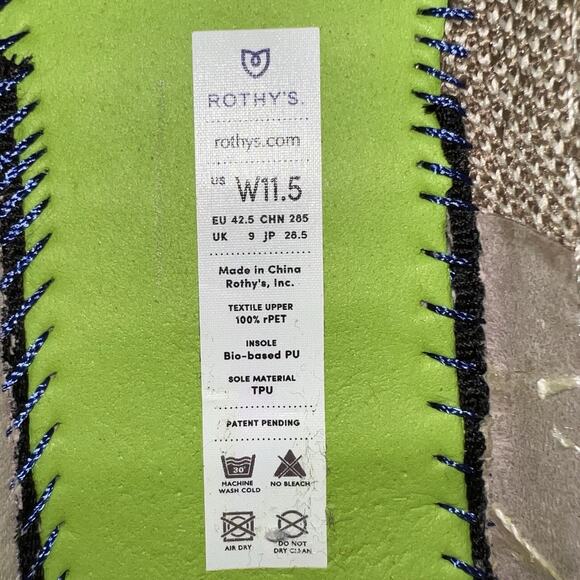 ROTHY'S.
rothys.com
US W11.5
EU 42.5 CHN 285
UK 9 JP 28.5
Made in China
Rothy's, Inc.
TEXTILE UPPER
100% rPET
INSOLE
Bio-based PU
SOLE MATERIAL
TPU
PATENT PENDING
30°
MACHINE WASH COLD
NO BLEACH
AIR DRY
DO NOT DRY CLEAN